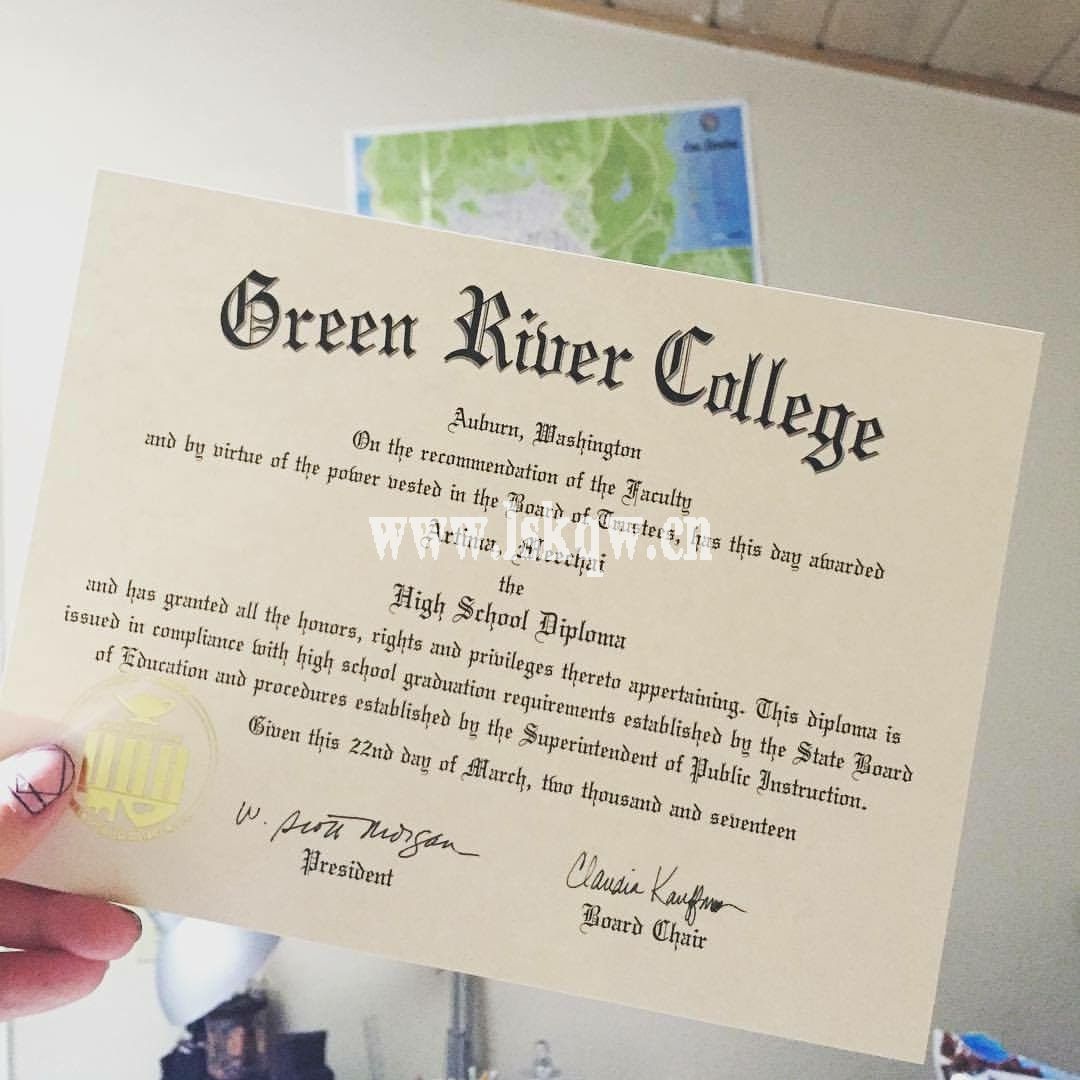 Green River College
Auburn, Washington
On the recommendation of the Faculty
and by virtue of the power vested in the Board of Trustees, has this day awarded
www.jskqw.cn
Meechai
the
High School Diploma
and has granted all the honors, rights and privileges thereto appertaining. This diploma is
issued in compliance with high school graduation requirements established by the State Board
of Education and procedures established by the Superintendent of Public Instruction.
Given this 22nd day of March, two thousand and seventeen
W. Scott Morgan
President
Claudia Kauffman
Board Chair